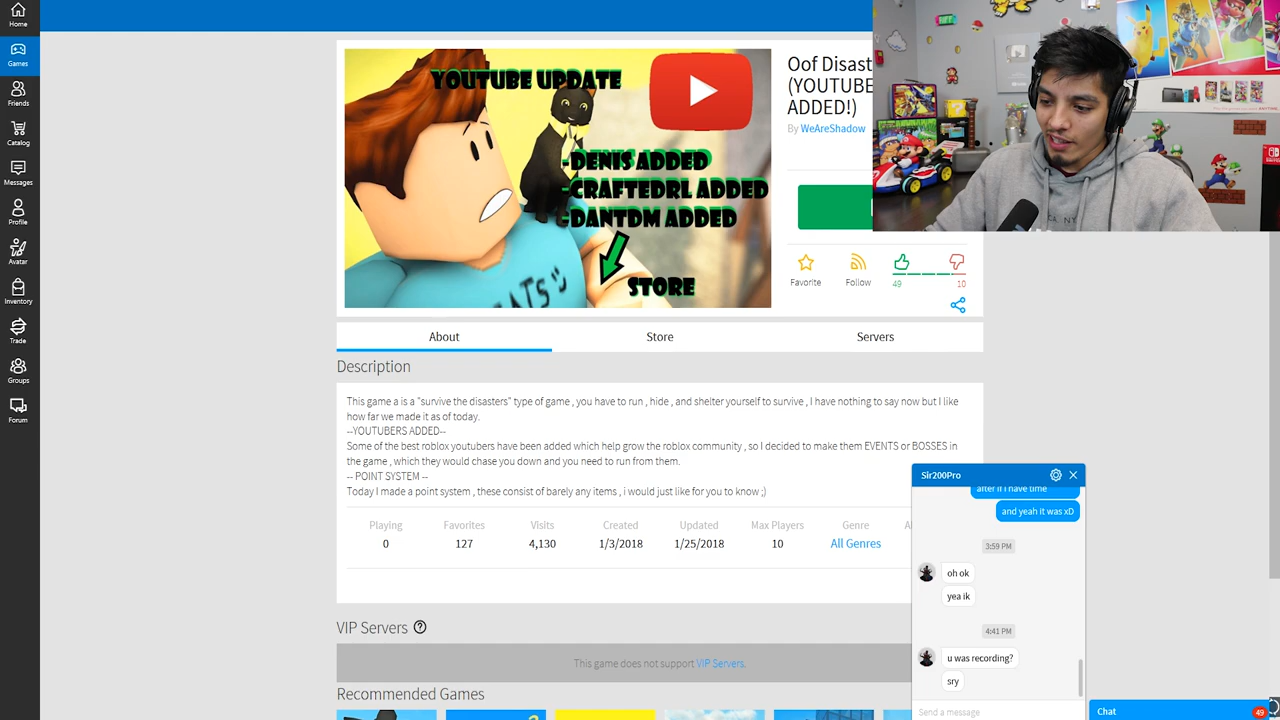 Home
Games
Friends
Catalog
Messages
Profile
Avatar
Inventory
Trade
Groups
Forum
YOUTUBE UPDATE
-DENIS ADDED
-CRAFTEDRL ADDED
-DANTDM ADDED
STORE
Oof Disast
(YOUTUBE
ADDED!)
By WeAreShadow
Favorite
Follow
49
10
About
Store
Servers
Description
This game a is a "survive the disasters" type of game , you have to run , hide , and shelter yourself to survive , I have nothing to say now but I like
how far we made it as of today.
--YOUTUBERS ADDED--
Some of the best roblox youtubers have been added which help grow the roblox community , so I decided to make them EVENTS or BOSSES in
the game , which they would chase you down and you need to run from them.
-- POINT SYSTEM --
Today I made a point system , these consist of barely any items , i would just like for you to know ;)
Playing
Favorites
Visits
Created
Updated
Max Players
Genre
0
127
4,130
1/3/2018
1/25/2018
10
All Genres
VIP Servers
This game does not support VIP Servers.
Recommended Games
Sir200Pro
after if i have time
and yeah it was xD
3:59 PM
oh ok
yea ik
4:41 PM
u was recording?
sry
Send a message
Chat
49